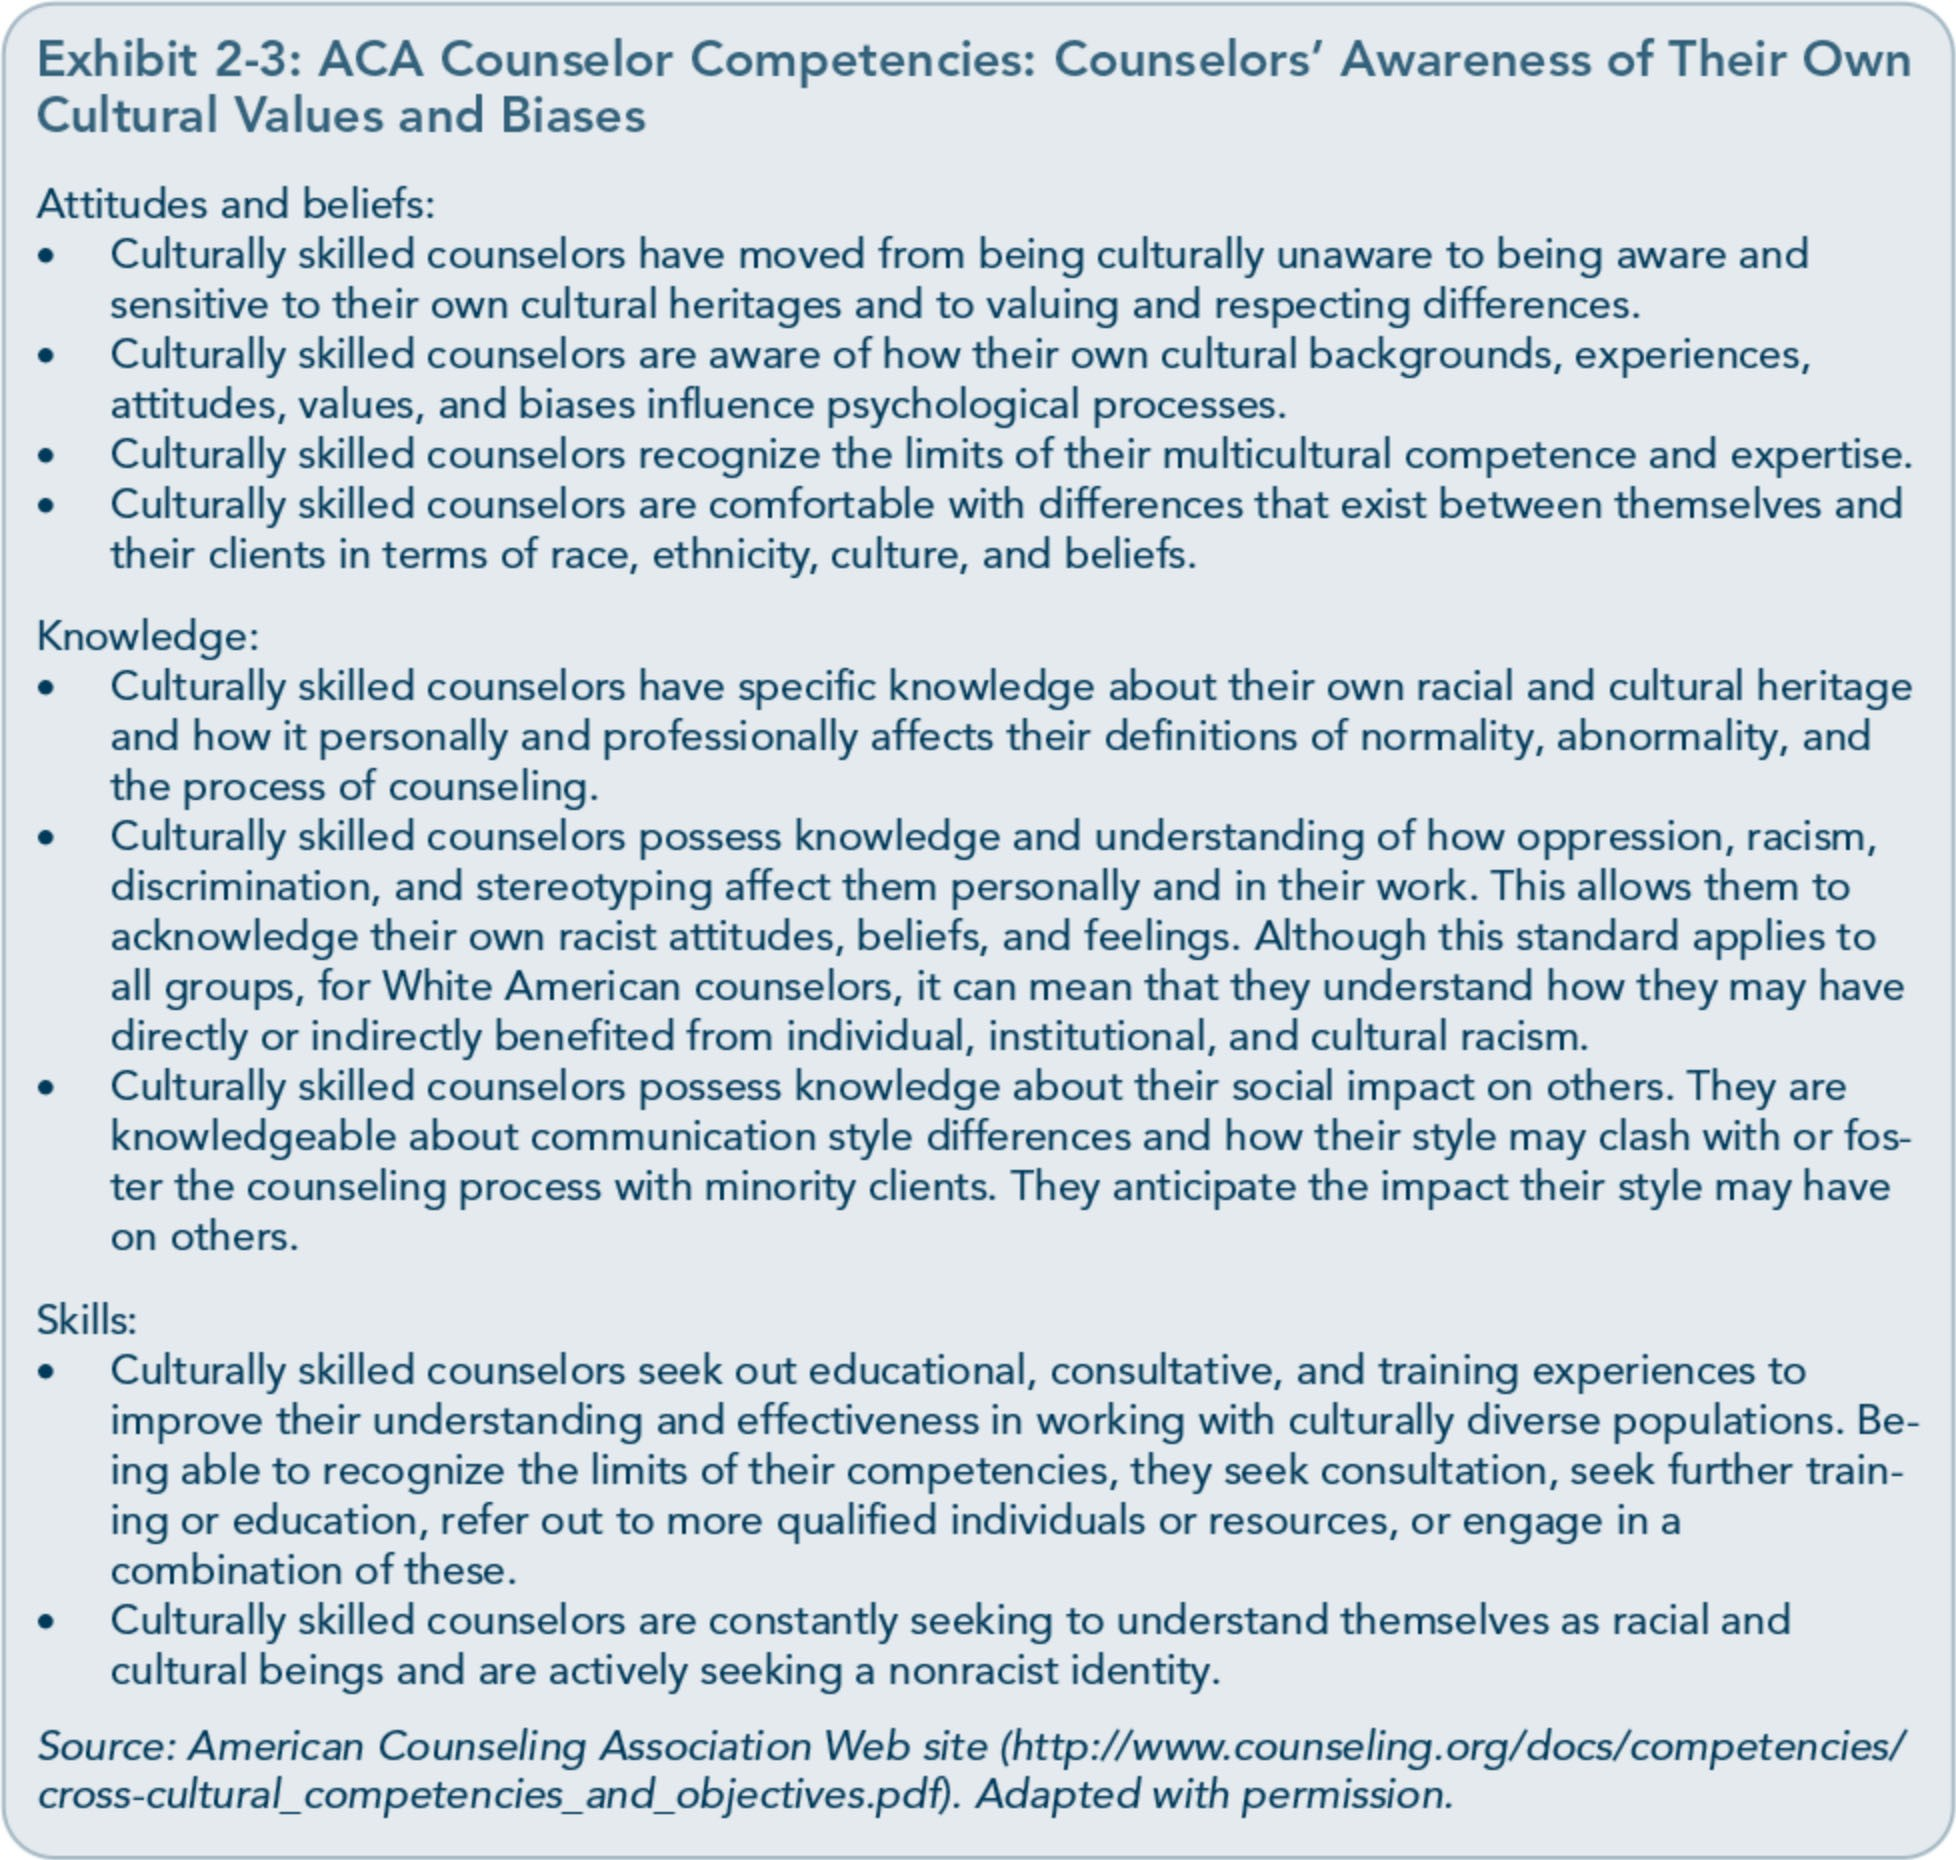 Exhibit 2-3: ACA Counselor Competencies: Counselors’ Awareness of Their Own
Cultural Values and Biases
Attitudes and beliefs:
• Culturally skilled counselors have moved from being culturally unaware to being aware and
sensitive to their own cultural heritages and to valuing and respecting differences.
• Culturally skilled counselors are aware of how their own cultural backgrounds, experiences,
attitudes, values, and biases influence psychological processes.
• Culturally skilled counselors recognize the limits of their multicultural competence and expertise.
• Culturally skilled counselors are comfortable with differences that exist between themselves and
their clients in terms of race, ethnicity, culture, and beliefs.
Knowledge:
• Culturally skilled counselors have specific knowledge about their own racial and cultural heritage
and how it personally and professionally affects their definitions of normality, abnormality, and
the process of counseling.
• Culturally skilled counselors possess knowledge and understanding of how oppression, racism,
discrimination, and stereotyping affect them personally and in their work. This allows them to
acknowledge their own racist attitudes, beliefs, and feelings. Although this standard applies to
all groups, for White American counselors, it can mean that they understand how they may have
directly or indirectly benefited from individual, institutional, and cultural racism.
• Culturally skilled counselors possess knowledge about their social impact on others. They are
knowledgeable about communication style differences and how their style may clash with or fos-
ter the counseling process with minority clients. They anticipate the impact their style may have
on others.
Skills:
• Culturally skilled counselors seek out educational, consultative, and training experiences to
improve their understanding and effectiveness in working with culturally diverse populations. Be-
ing able to recognize the limits of their competencies, they seek consultation, seek further train-
ing or education, refer out to more qualified individuals or resources, or engage in a
combination of these.
• Culturally skilled counselors are constantly seeking to understand themselves as racial and
cultural beings and are actively seeking a nonracist identity.
Source: American Counseling Association Web site (http://www.counseling.org/docs/competencies/
cross-cultural_competencies_and_objectives.pdf). Adapted with permission.